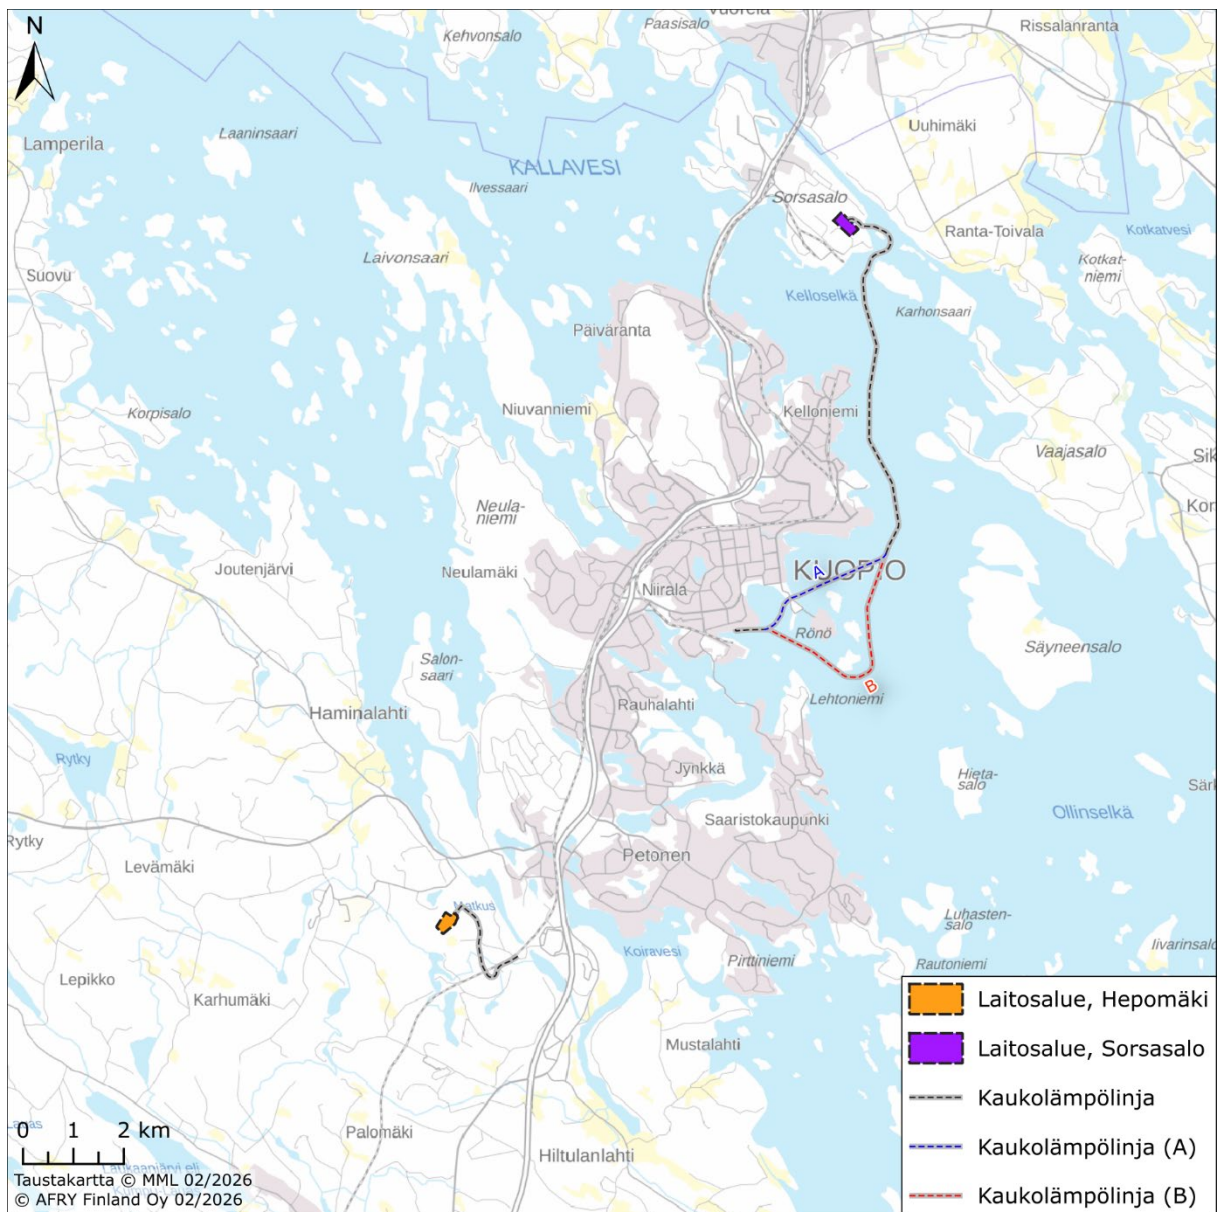 N
Vuorela
Kehvonsalo
Paasisalo
Rissalanranta
Lamperila
Laaninsaari
Uuhimäki
KALLAVESI
Ilvessaari
Sorsasalo
Ranta-Toivala
Kotkatvesi
Laivonsaari
Suovu
Kotkat-
niemi
Kelloselkä
Karhonsaari
Päiväranta
Korpisalo
Niuvanniemi
Kelloniemi
Vaajasalo
Sik
Kor
Neula-
niemi
Joutenjärvi
Neulamäki
KUOPIO
A
Niirala
Rönö
Säyneensalo
Salon-
saari
B
Lehtoniemi
Haminalahti
Rauhalahti
Rytky
Jynkkä
Hieta-
salo
Särk
Ollinselkä
Saaristokaupunki
Rytky
Levämäki
Petonen
Matkus
Luhasten-
salo
Koiravesi
Pirttiniemi
Rautoniemi
Iivarinsalo
Lepikko
Karhumäki
Mustalahti
Palomäki
Hiltulanlahti
Laitosalue, Hepomäki
Laitosalue, Sorsasalo
Kaukolämpölinja
Kaukolämpölinja (A)
Kaukolämpölinja (B)
0 1 2 km
Taustakartta © MML 02/2026
© AFRY Finland Oy 02/2026